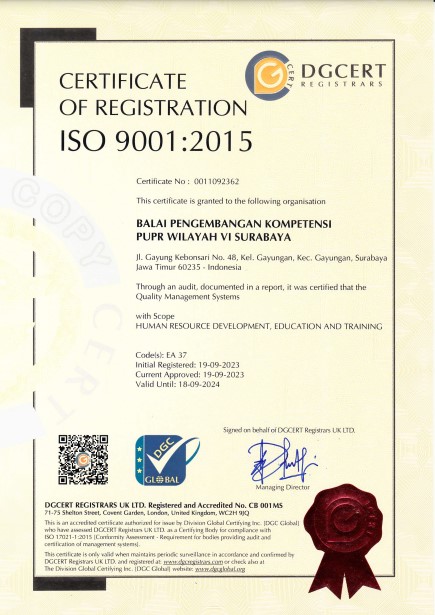 DGCERT
REGISTRARS
CERT
CERTIFICATE
OF REGISTRATION
ISO 9001:2015
COPY
CERT
Certificate No : 0011092362
This certificate is granted to the following organisation
BALAI PENGEMBANGAN KOMPETENSI
PUPR WILAYAH VI SURABAYA
Jl. Gayung Kebonsari No. 48, Kel. Gayungan, Kec. Gayungan, Surabaya
Jawa Timur 60235 - Indonesia
Through an audit, documented in a report, it was certified that the
Quality Management Systems
with Scope
HUMAN RESOURCE DEVELOPMENT, EDUCATION AND TRAINING
Code(s): EA 37
Initial Registered: 19-09-2023
Current Approved: 19-09-2023
Valid Until: 18-09-2024
Signed on behalf of DGCERT Registrars UK LTD.
DGC
GLOBAL
Managing Director
DGCERT REGISTRARS UK LTD. Registered and Accredited No. CB 001MS
71-75 Shelton Street, Covent Garden, London, United Kingdom, WC2H 9JQ
This is an accredited certificate authorized for issue by Division Global Certifying Inc. (DGC Global)
who have assessed DGCERT Registrars UK LTD. as a Certifying Body for compliance with
ISO 17021-1:2015 (Conformity Assessment - Requirement for bodies providing audit and
certification of management systems).
This certificate is only valid when maintains periodic surveillance in accordance and confirmed by
DGCERT Registrars UK LTD, and registered at: www.dgregistrars.com or check also at
The Division Global Certifying Inc. (DGC Global) website: www.dgc.global.org